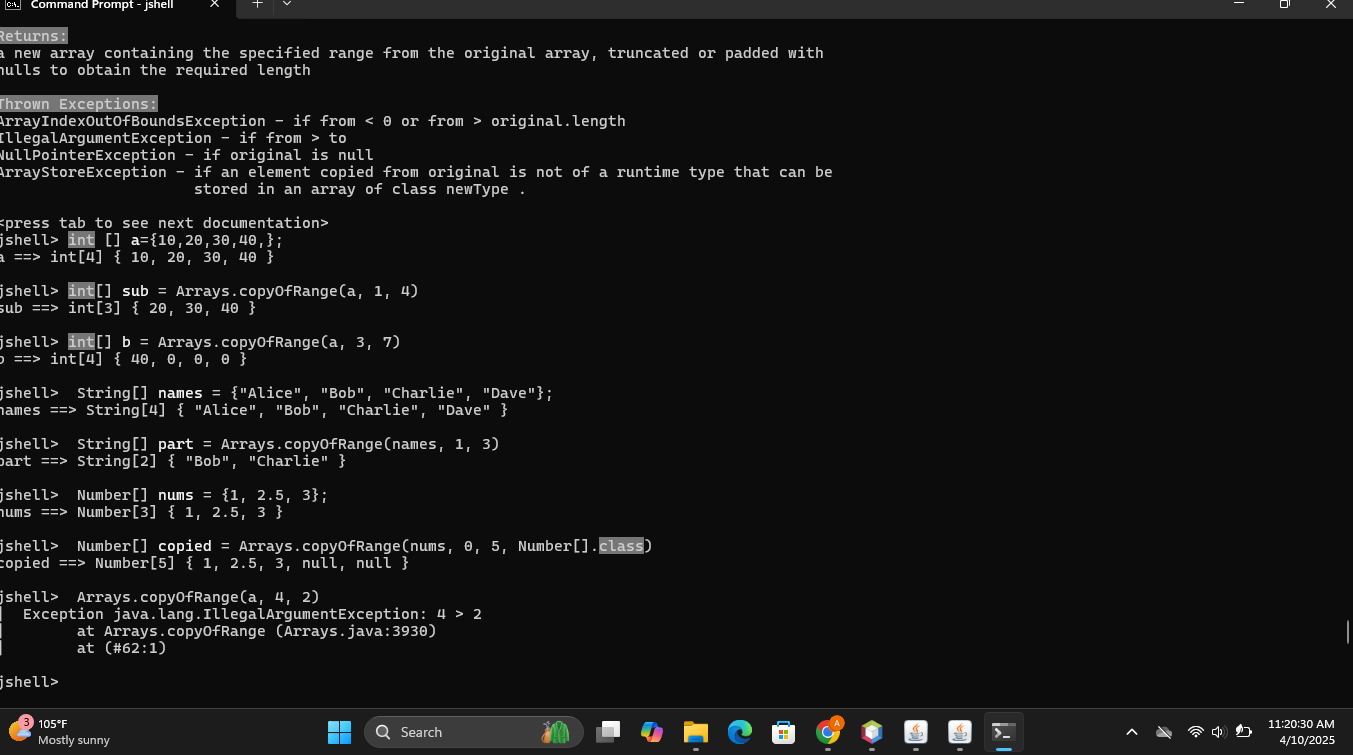 Command Prompt - jshell
Returns:
a new array containing the specified range from the original array, truncated or padded with
nulls to obtain the required length
Thrown Exceptions:
ArrayIndexOutOfBoundsException - if from < 0 or from > original.length
IllegalArgumentException - if from > to
NullPointerException - if original is null
ArrayStoreException - if an element copied from original is not of a runtime type that can be
stored in an array of class newType .
<press tab to see next documentation>
jshell> int [] a={10,20,30,40,};
a ==> int[4] { 10, 20, 30, 40 }
jshell> int[] sub = Arrays.copyOfRange(a, 1, 4)
sub ==> int[3] { 20, 30, 40 }
jshell> int[] b = Arrays.copyOfRange(a, 3, 7)
b ==> int[4] { 40, 0, 0, 0 }
jshell>  String[] names = {"Alice", "Bob", "Charlie", "Dave"};
names ==> String[4] { "Alice", "Bob", "Charlie", "Dave" }
jshell>  String[] part = Arrays.copyOfRange(names, 1, 3)
part ==> String[2] { "Bob", "Charlie" }
jshell>  Number[] nums = {1, 2.5, 3};
nums ==> Number[3] { 1, 2.5, 3 }
jshell>  Number[] copied = Arrays.copyOfRange(nums, 0, 5, Number[].class)
copied ==> Number[5] { 1, 2.5, 3, null, null }
jshell>  Arrays.copyOfRange(a, 4, 2)
|  Exception java.lang.IllegalArgumentException: 4 > 2
|        at Arrays.copyOfRange (Arrays.java:3930)
|        at (#62:1)
jshell>
3
105°F
Mostly sunny
Search
A
11:20:30 AM
4/10/2025